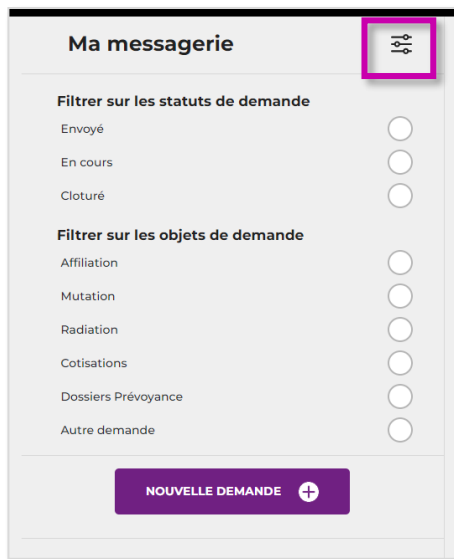 Ma messagerie
Filtrer sur les statuts de demande
Envoyé
En cours
Cloturé
Filtrer sur les objets de demande
Affiliation
Mutation
Radiation
Cotisations
Dossiers Prévoyance
Autre demande
NOUVELLE DEMANDE